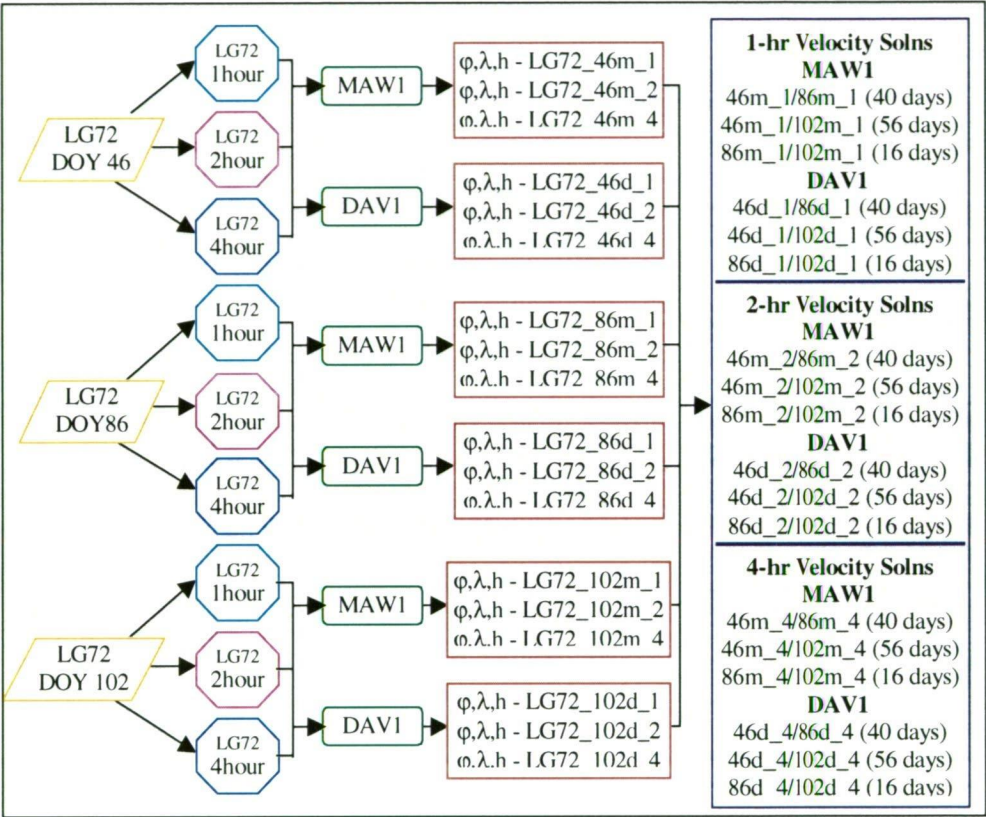 LG72
DOY 46
LG72
1hour
LG72
2hour
LG72
4hour
MAW1
DAV1
φ,λ,h - LG72_46m_1
φ,λ,h - LG72_46m_2
φ,λ,h - LG72_46m_4
φ,λ,h - LG72_46d_1
φ,λ,h - LG72_46d_2
φ,λ,h - LG72_46d_4
LG72
DOY86
LG72
1hour
LG72
2hour
LG72
4hour
MAW1
DAV1
φ,λ,h - LG72_86m_1
φ,λ,h - LG72_86m_2
φ,λ,h - LG72_86m_4
φ,λ,h - LG72_86d_1
φ,λ,h - LG72_86d_2
φ,λ,h - LG72_86d_4
LG72
DOY 102
LG72
1hour
LG72
2hour
LG72
4hour
MAW1
DAV1
φ,λ,h - LG72_102m_1
φ,λ,h - LG72_102m_2
φ,λ,h - LG72_102m_4
φ,λ,h - LG72_102d_1
φ,λ,h - LG72_102d_2
φ,λ,h - LG72_102d_4
1-hr Velocity Solns
MAW1
46m_1/86m_1 (40 days)
46m_1/102m_1 (56 days)
86m_1/102m_1 (16 days)
DAV1
46d_1/86d_1 (40 days)
46d_1/102d_1 (56 days)
86d_1/102d_1 (16 days)
2-hr Velocity Solns
MAW1
46m_2/86m_2 (40 days)
46m_2/102m_2 (56 days)
86m_2/102m_2 (16 days)
DAV1
46d_2/86d_2 (40 days)
46d_2/102d_2 (56 days)
86d_2/102d_2 (16 days)
4-hr Velocity Solns
MAW1
46m_4/86m_4 (40 days)
46m_4/102m_4 (56 days)
86m_4/102m_4 (16 days)
DAV1
46d_4/86d_4 (40 days)
46d_4/102d_4 (56 days)
86d_4/102d_4 (16 days)